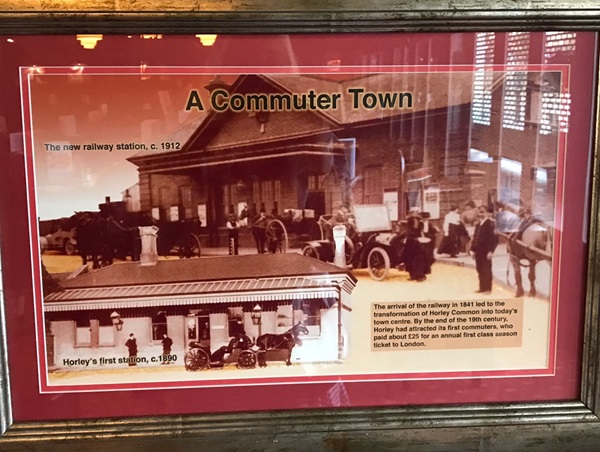 A Commuter Town
The new railway station, c. 1912
The arrival of the railway in 1841 led to the
transformation of Horley Common into today's
town centre. By the end of the 19th century,
Horley had attracted its first commuters, who
paid about £25 for an annual first class season
ticket to London.
Horley's first station, c.1890